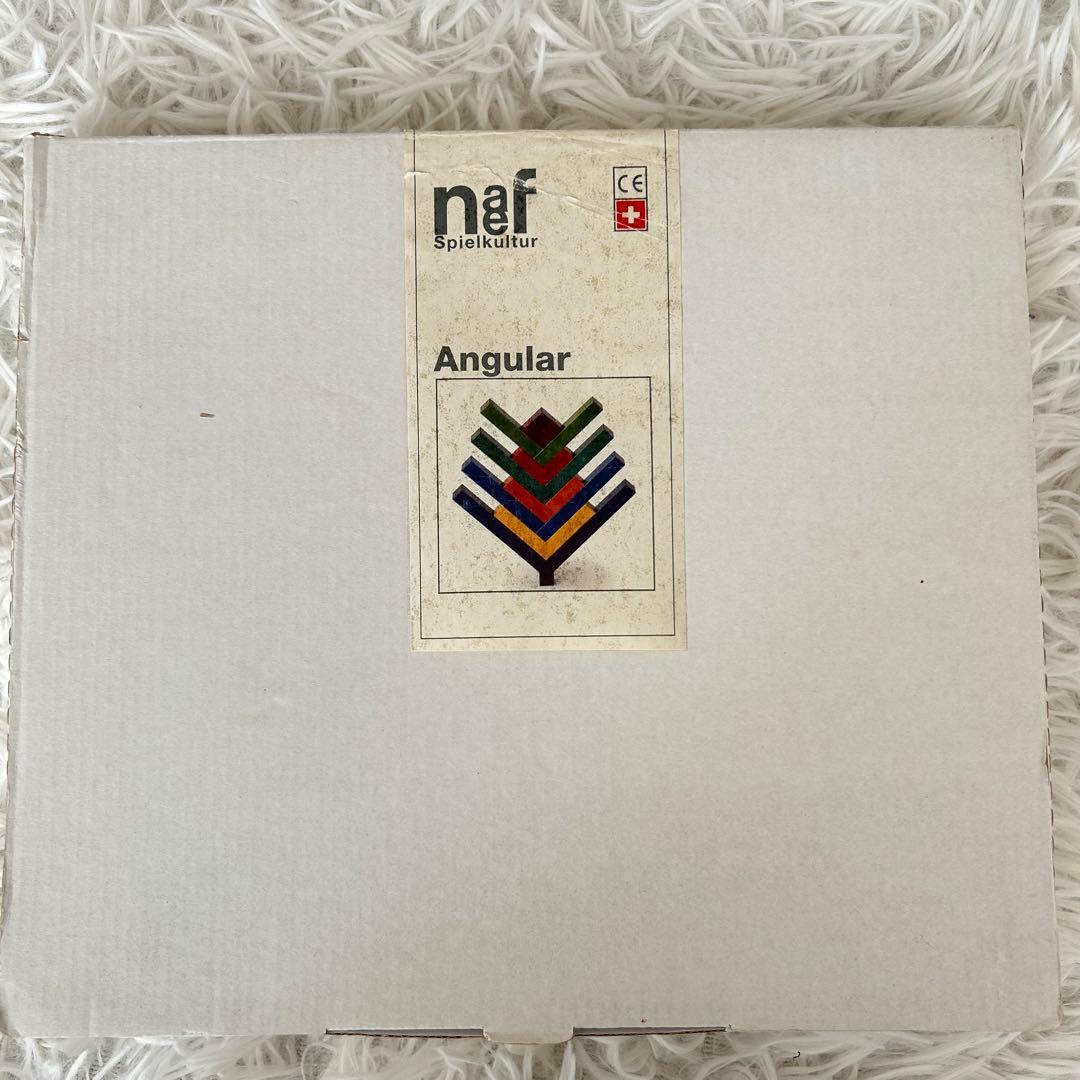 naef
Spielkultur
CE
Angular